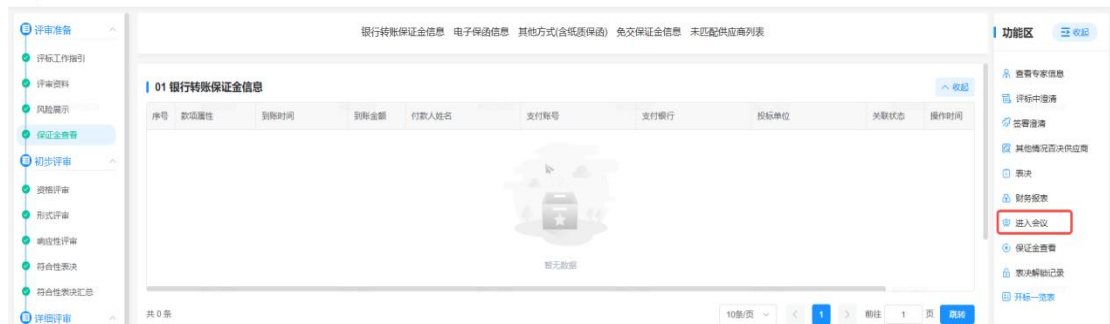 评审准备
评标工作指引
评审资料
风险展示
保证金查看
初步评审
资格评审
形式评审
响应性评审
符合性表决
符合性表决汇总
详细评审
银行转账保证金信息 电子保函信息 其他方式(含纸质保函) 免交保证金信息 未匹配供应商列表
01 银行转账保证金信息
收起
序号 款项属性 到账时间 到账金额 付款人姓名 支付账号 支付银行 投标单位 关联状态 操作时间
暂无数据
共 0 条
10条/页 1 前往 1 页 跳转
功能区 收起
查看专家信息
评标中澄清
签署澄清
其他情况否决供应商
表决
财务报表
进入会议
保证金查看
表决解锁记录
开标一览表